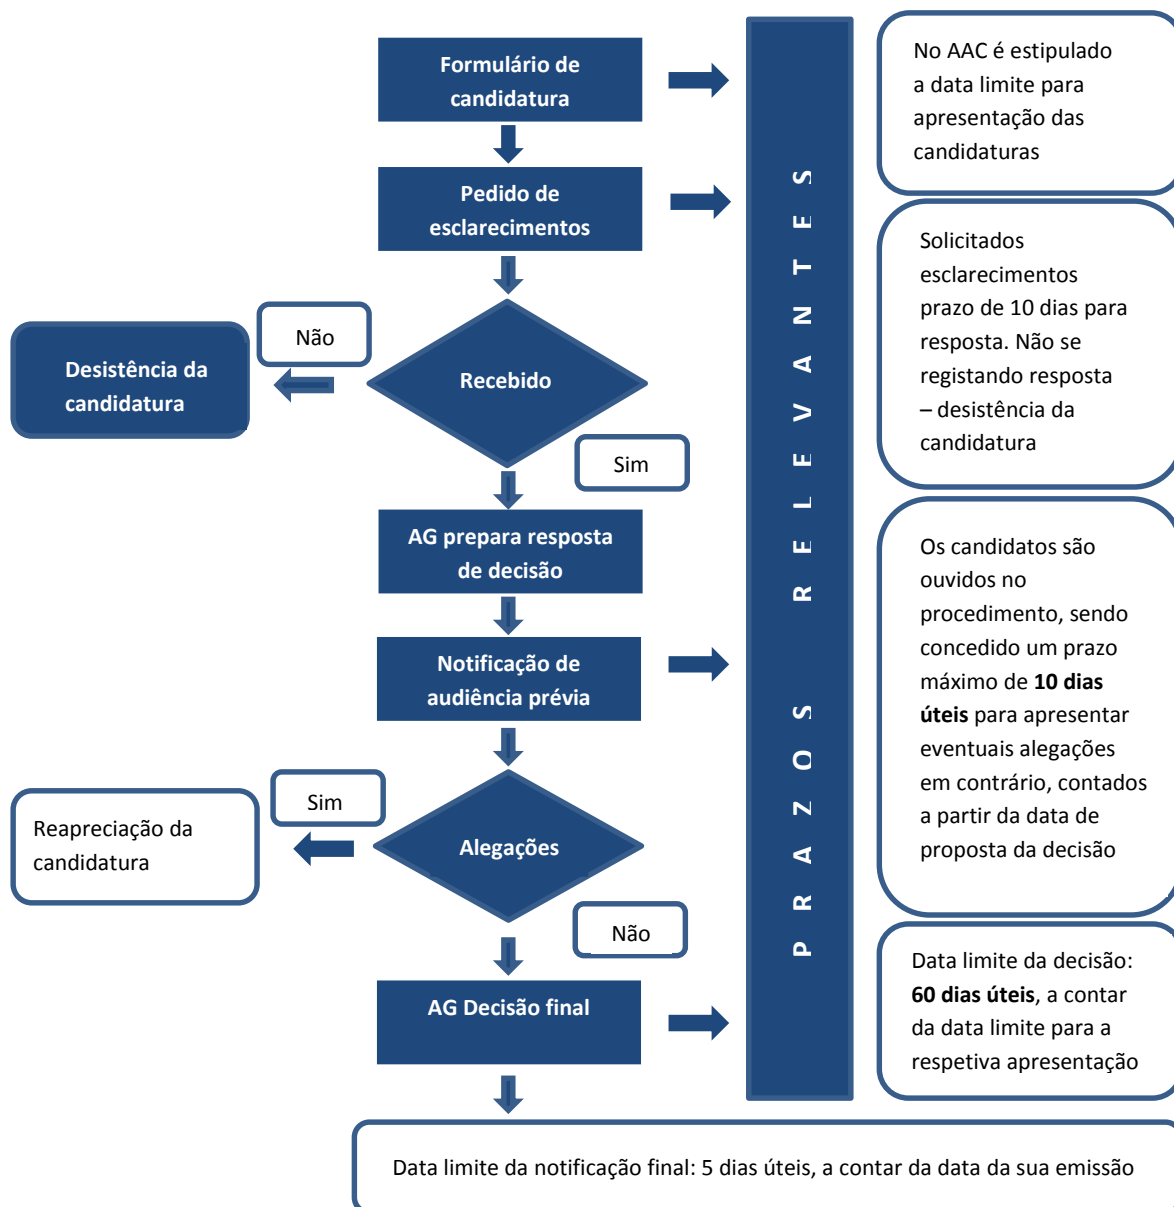 Formulário de
candidatura
No AAC é estipulado
a data limite para
apresentação das
candidaturas
Pedido de
esclarecimentos
Solicitados
esclarecimentos
prazo de 10 dias para
resposta. Não se
registando resposta
– desistência da
candidatura
Não
Desistência da
candidatura
Recebido
Sim
AG prepara resposta
de decisão
Os candidatos são
ouvidos no
procedimento, sendo
concedido um prazo
máximo de 10 dias
úteis para apresentar
eventuais alegações
em contrário, contados
a partir da data de
proposta da decisão
Notificação de
audiência prévia
Sim
Reapreciação da
candidatura
Alegações
Não
AG Decisão final
Data limite da decisão:
60 dias úteis, a contar
da data limite para a
respetiva apresentação
PRAZOS RELEVANTES
Data limite da notificação final: 5 dias úteis, a contar da data da sua emissão